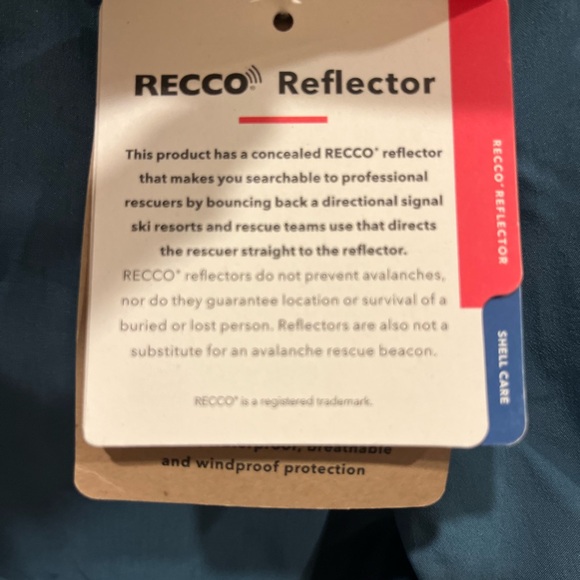 RECCO® Reflector
This product has a concealed RECCO® reflector
that makes you searchable to professional
rescuers by bouncing back a directional signal
ski resorts and rescue teams use that directs
the rescuer straight to the reflector.
RECCO® reflectors do not prevent avalanches,
nor do they guarantee location or survival of a
buried or lost person. Reflectors are also not a
substitute for an avalanche rescue beacon.
RECCO® is a registered trademark.
RECCO® REFLECTOR
SHELL CARE
breathable
and windproof protection